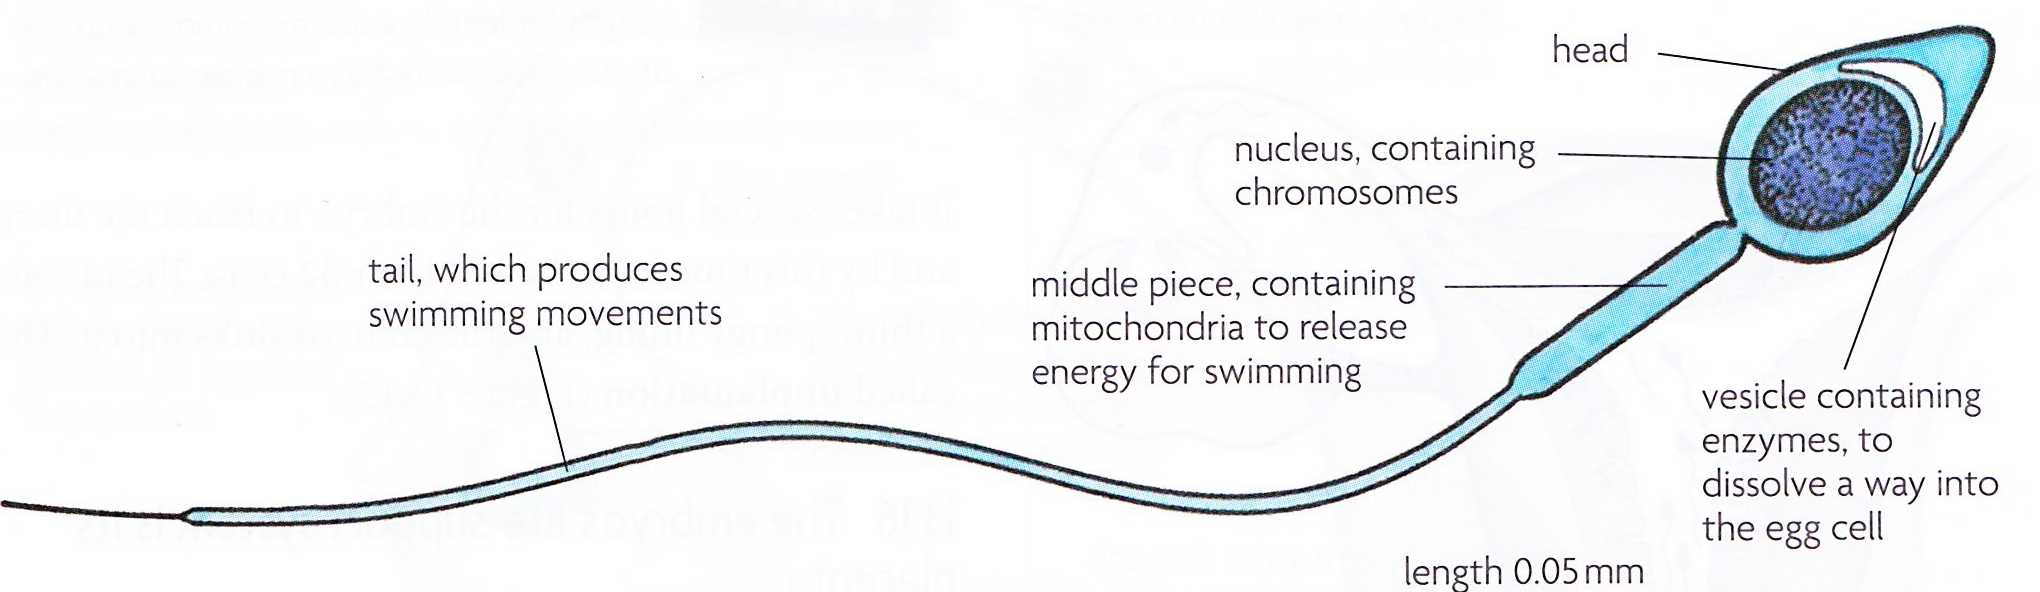 head
nucleus, containing
chromosomes
tail, which produces
swimming movements
middle piece, containing
mitochondria to release
energy for swimming
vesicle containing
enzymes, to
dissolve a way into
the egg cell
length 0.05 mm